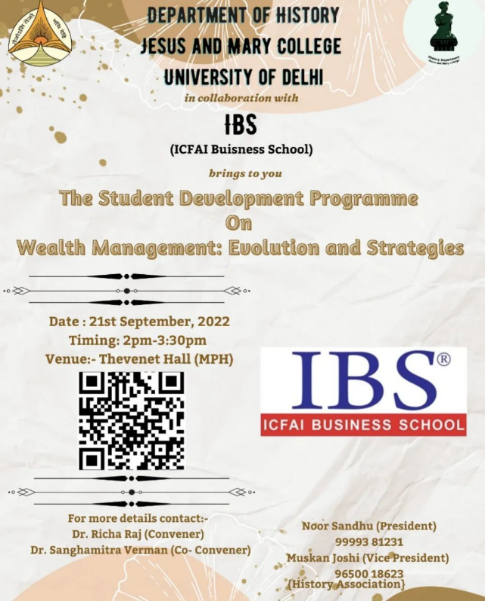 DEPARTMENT OF HISTORY
JESUS AND MARY COLLEGE
UNIVERSITY OF DELHI
in collaboration with
IBS
(ICFAI Buisness School)
brings to you
The Student Development Programme
On
Wealth Management: Evolution and Strategies
Date : 21st September, 2022
Timing: 2pm-3:30pm
Venue:- Thevenet Hall (MPH)
IBS®
ICFAI BUSINESS SCHOOL
For more details contact:-
Dr. Richa Raj (Convener)
Dr. Sanghamitra Verman (Co- Convener)
Noor Sandhu (President)
99993 81231
Muskan Joshi (Vice President)
96500 18623
{History Association}